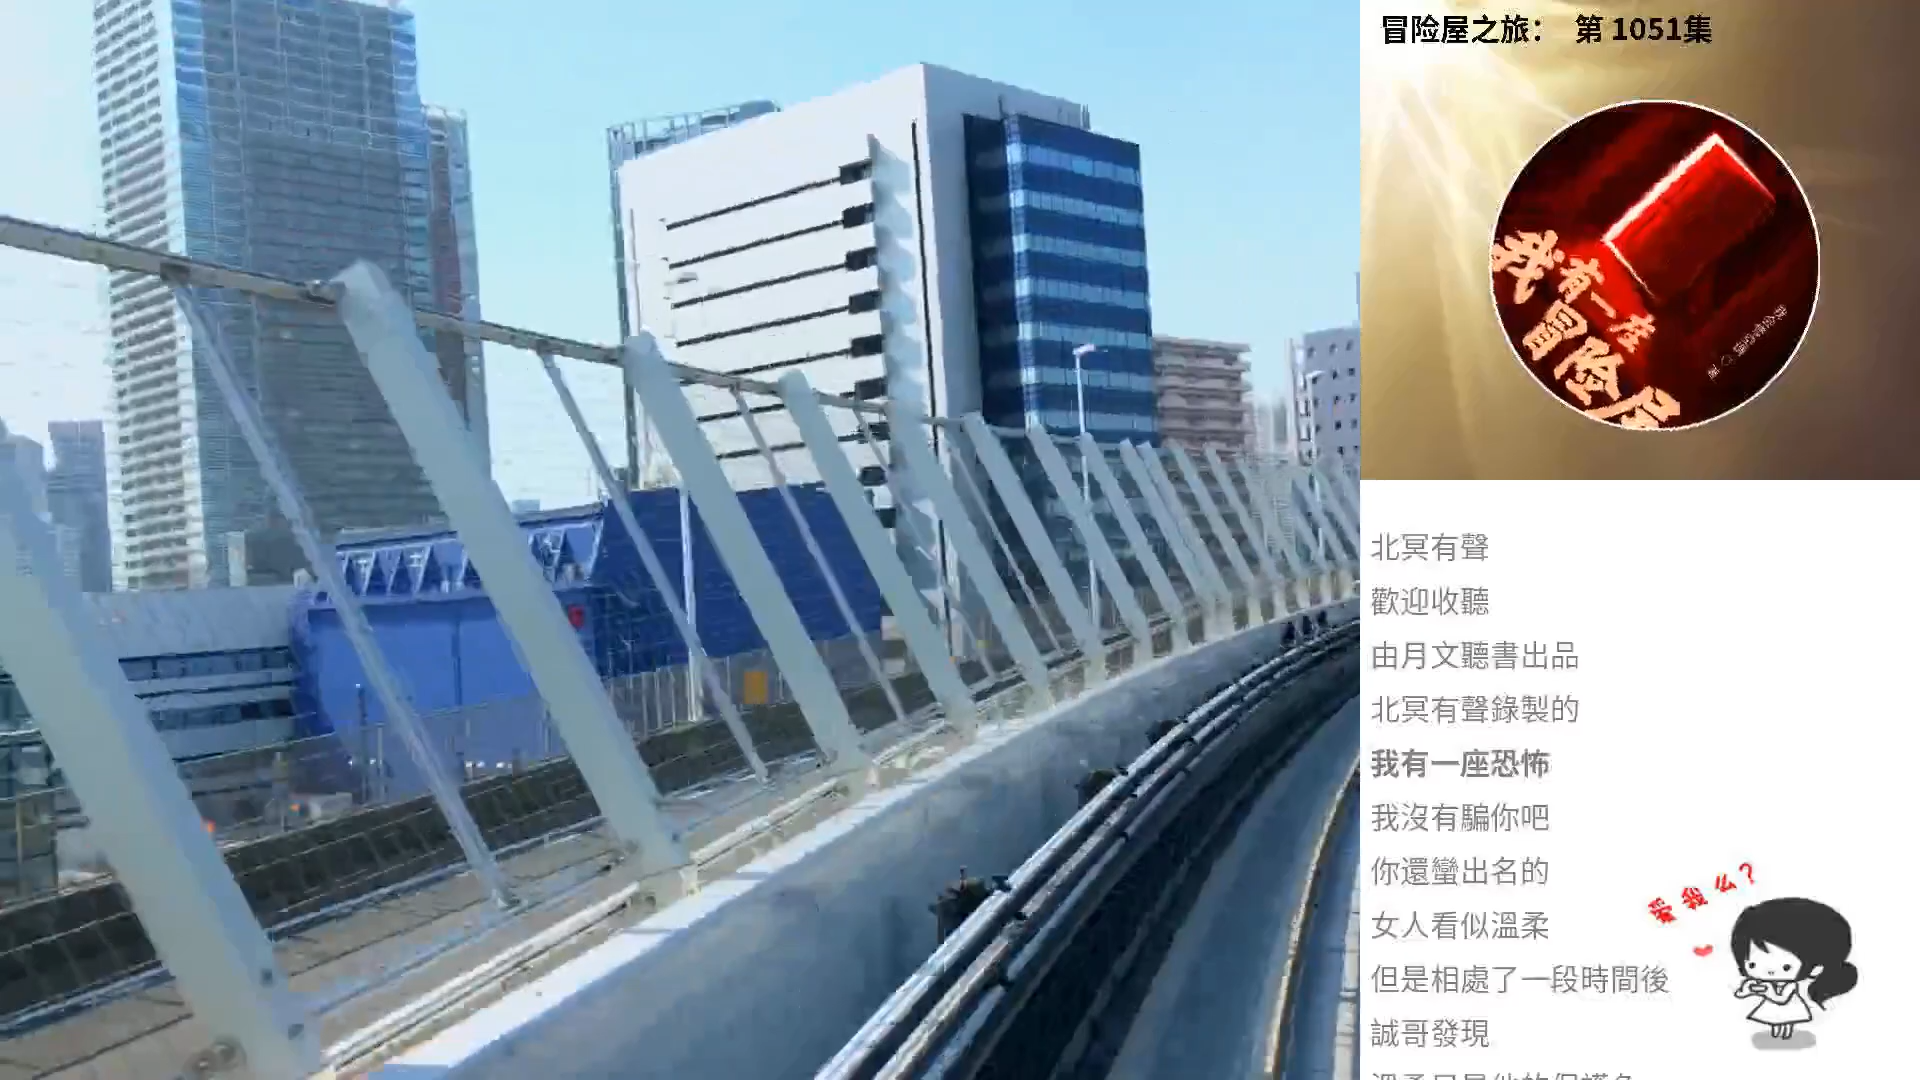 冒险屋之旅： 第 1051集
我有一座
冒险屋
北冥有聲
歡迎收聽
由月文聽書出品
北冥有聲錄製的
我有一座恐怖
我沒有騙你吧
你還蠻出名的
女人看似溫柔
但是相處了一段時間後
誠哥發現
爱我么？